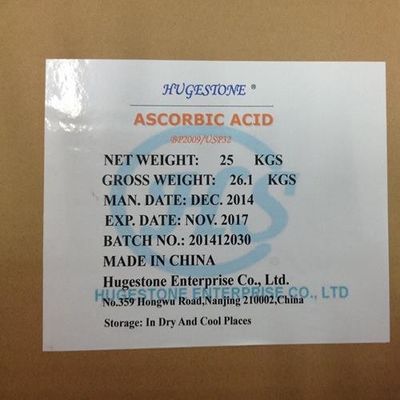 HUGESTONE ®
ASCORBIC ACID
BP2009/USP32
NET WEIGHT: 25 KGS
GROSS WEIGHT: 26.1 KGS
MAN. DATE: DEC. 2014
EXP. DATE: NOV. 2017
BATCH NO.: 201412030
MADE IN CHINA
Hugestone Enterprise Co., Ltd.
HUGESTONE ENTERPRISE CO., LTD
No.359 Hongwu Road,Nanjing 210002,China
Storage: In Dry And Cool Places